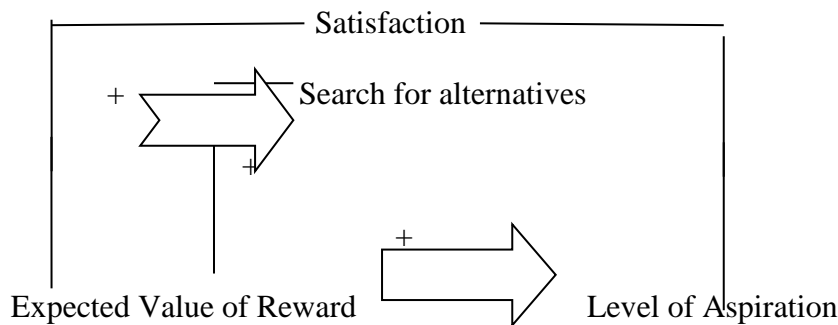 Satisfaction
+
Search for alternatives
+
+
Expected Value of Reward
Level of Aspiration